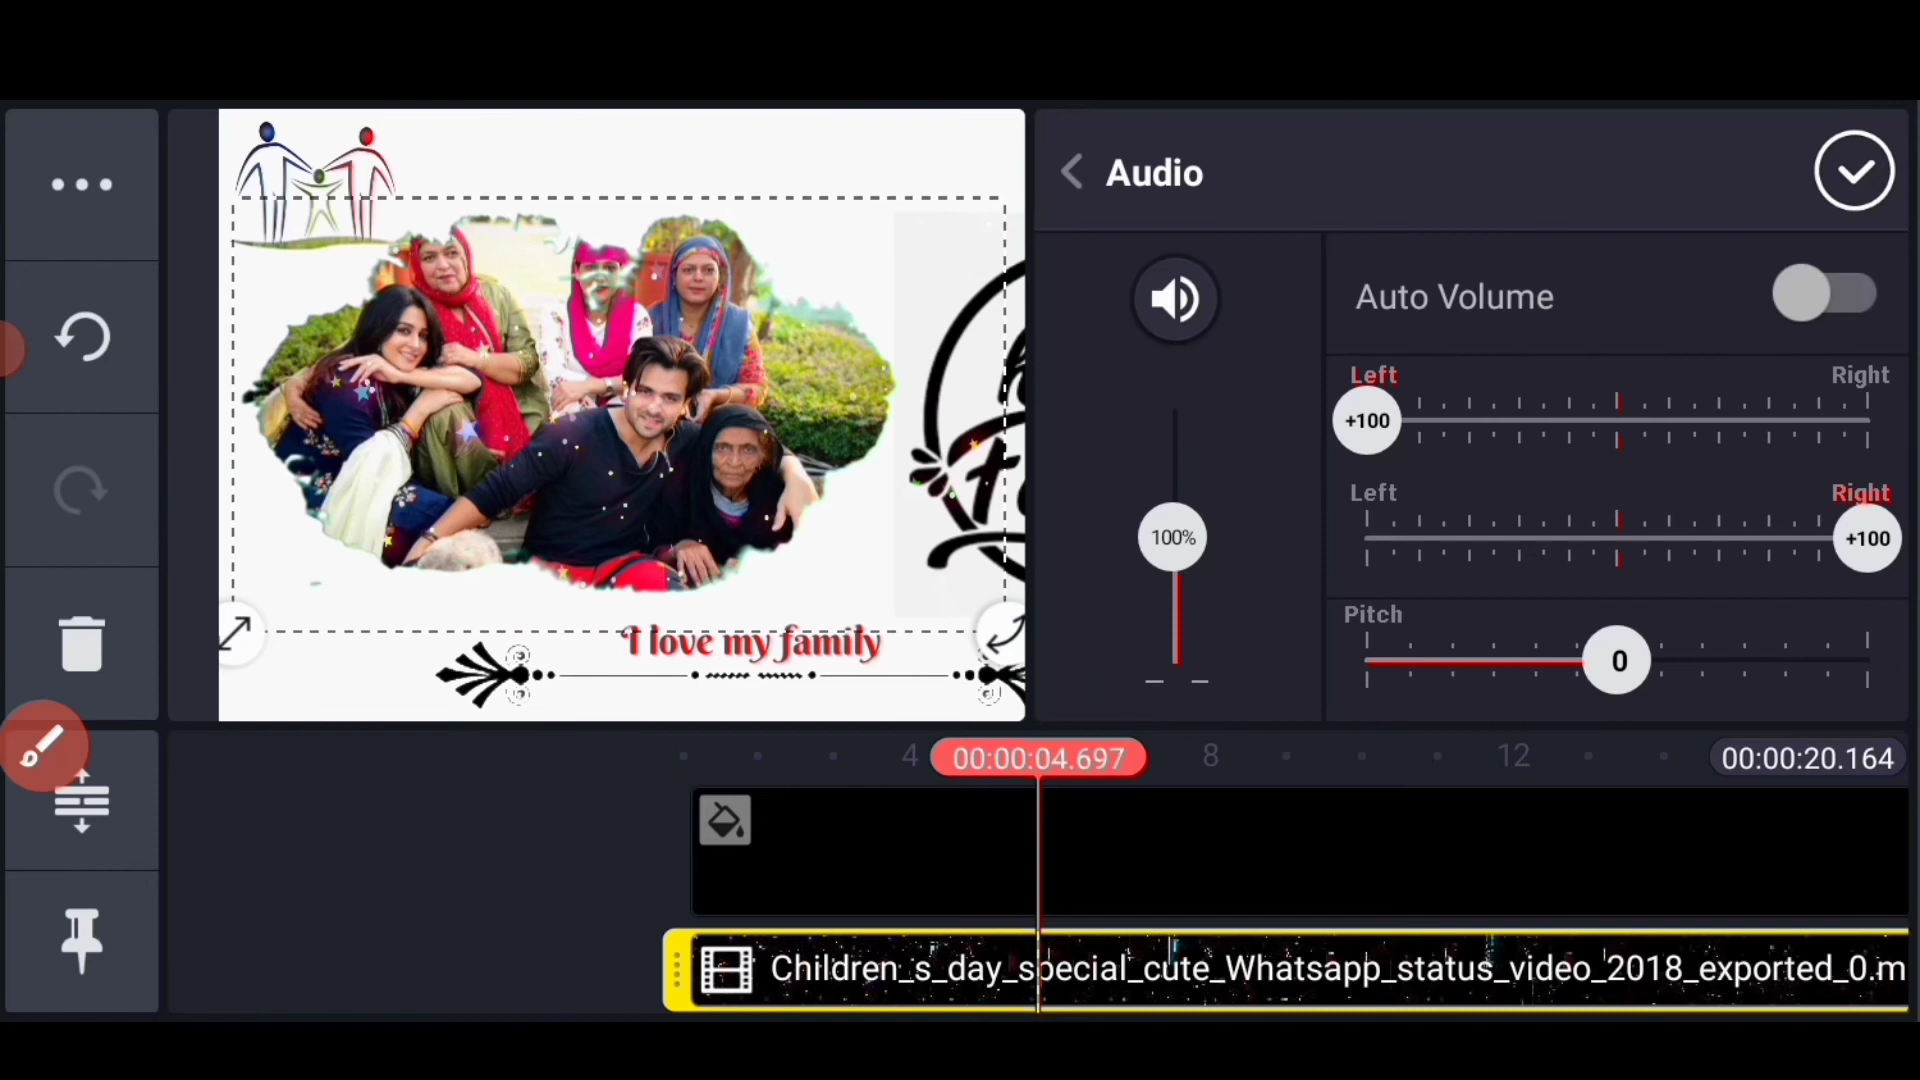 Audio
Auto Volume
Left
Right
+100
Left
Right
+100
100%
Pitch
0
I love my family
4
00:00:04.697
8
12
00:00:20.164
Children_s_day_special_cute_Whatsapp_status_video_2018_exported_0.m